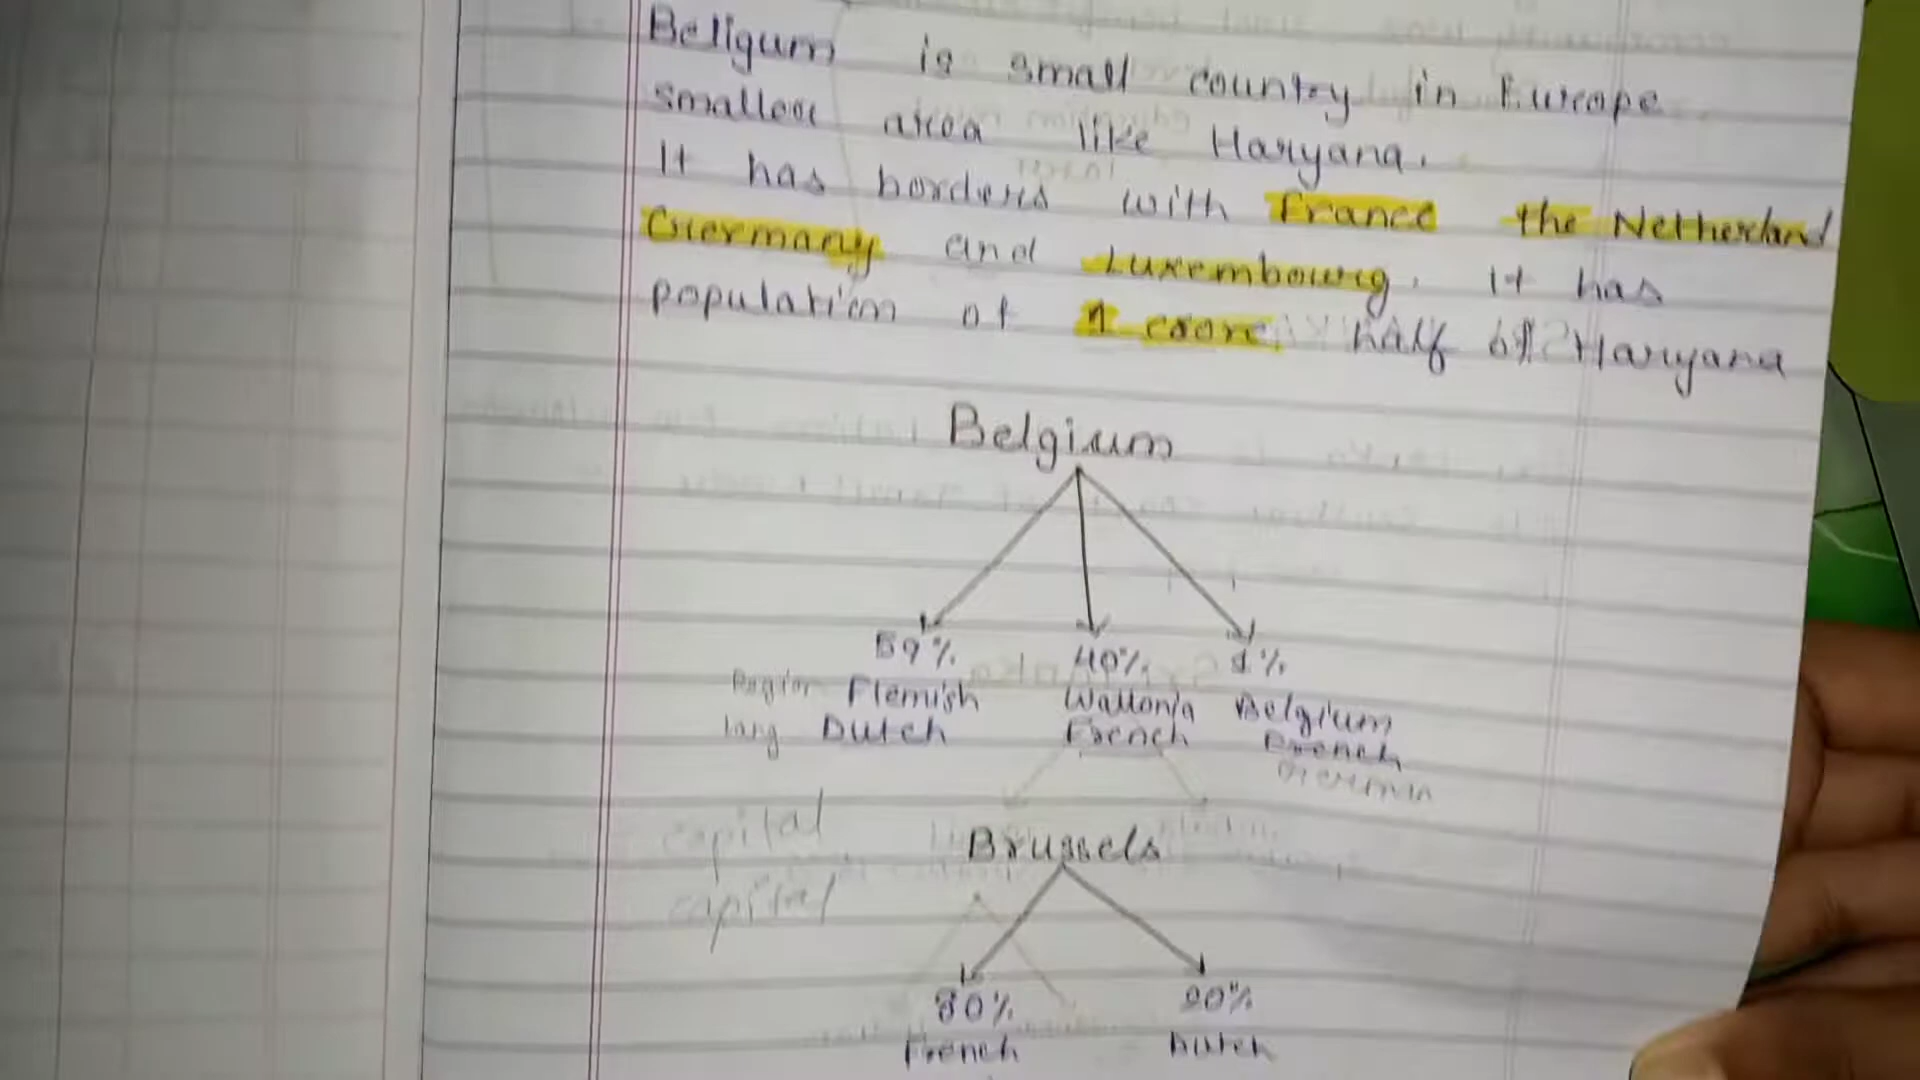 Beligum is small country in Europe
smaller area like Haryana.
It has borders with France the Netherland
Germany and Luxembourg. It has
population of 1 crore half of Haryana
Belgium
59% 40% 1%
Region Flemish Wallonia Belgium
lang Dutch French French
German
capital
Brussels
capital
80% 20%
French Dutch